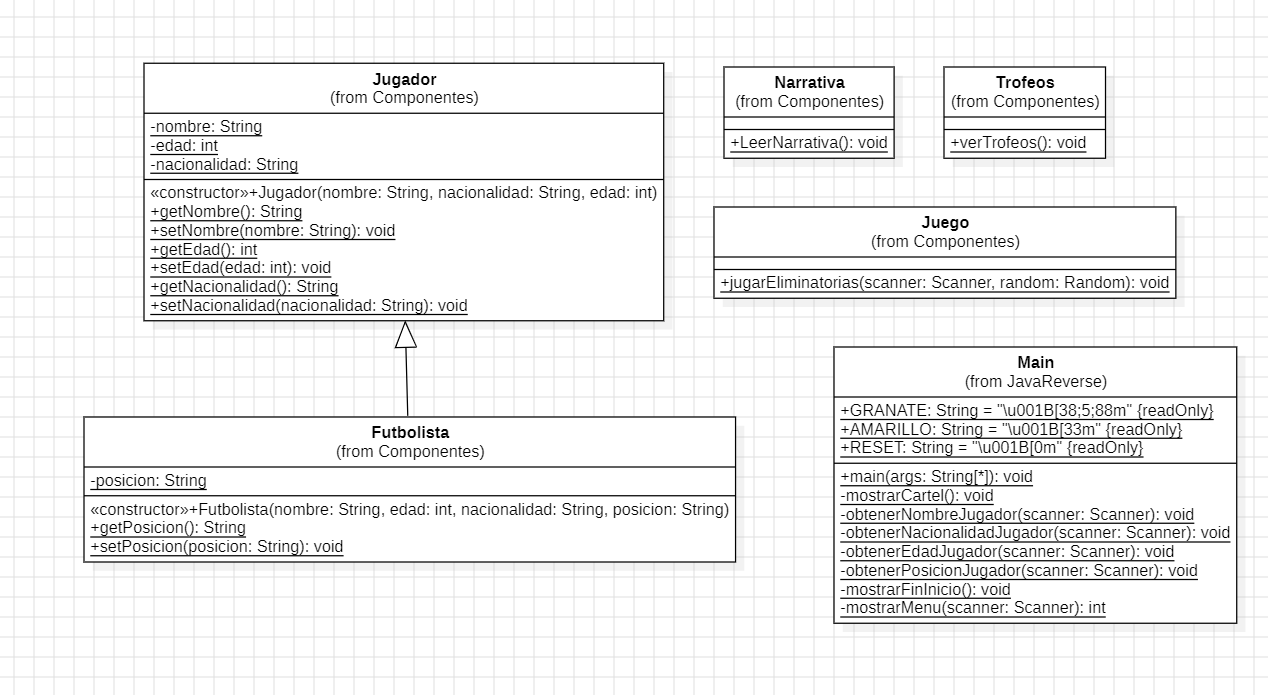 Jugador
(from Componentes)
-nombre: String
-edad: int
-nacionalidad: String
«constructor»+Jugador(nombre: String, nacionalidad: String, edad: int)
+getNombre(): String
+setNombre(nombre: String): void
+getEdad(): int
+setEdad(edad: int): void
+getNacionalidad(): String
+setNacionalidad(nacionalidad: String): void
Narrativa
(from Componentes)
+LeerNarrativa(): void
Trofeos
(from Componentes)
+verTrofeos(): void
Juego
(from Componentes)
+jugarEliminatorias(scanner: Scanner, random: Random): void
Futbolista
(from Componentes)
-posicion: String
«constructor»+Futbolista(nombre: String, edad: int, nacionalidad: String, posicion: String)
+getPosicion(): String
+setPosicion(posicion: String): void
Main
(from JavaReverse)
+GRANATE: String = "\u001B[38;5;88m" {readOnly}
+AMARILLO: String = "\u001B[33m" {readOnly}
+RESET: String = "\u001B[0m" {readOnly}
+main(args: String[*]): void
-mostrarCartel(): void
-obtenerNombreJugador(scanner: Scanner): void
-obtenerNacionalidadJugador(scanner: Scanner): void
-obtenerEdadJugador(scanner: Scanner): void
-obtenerPosicionJugador(scanner: Scanner): void
-mostrarFinInicio(): void
-mostrarMenu(scanner: Scanner): int